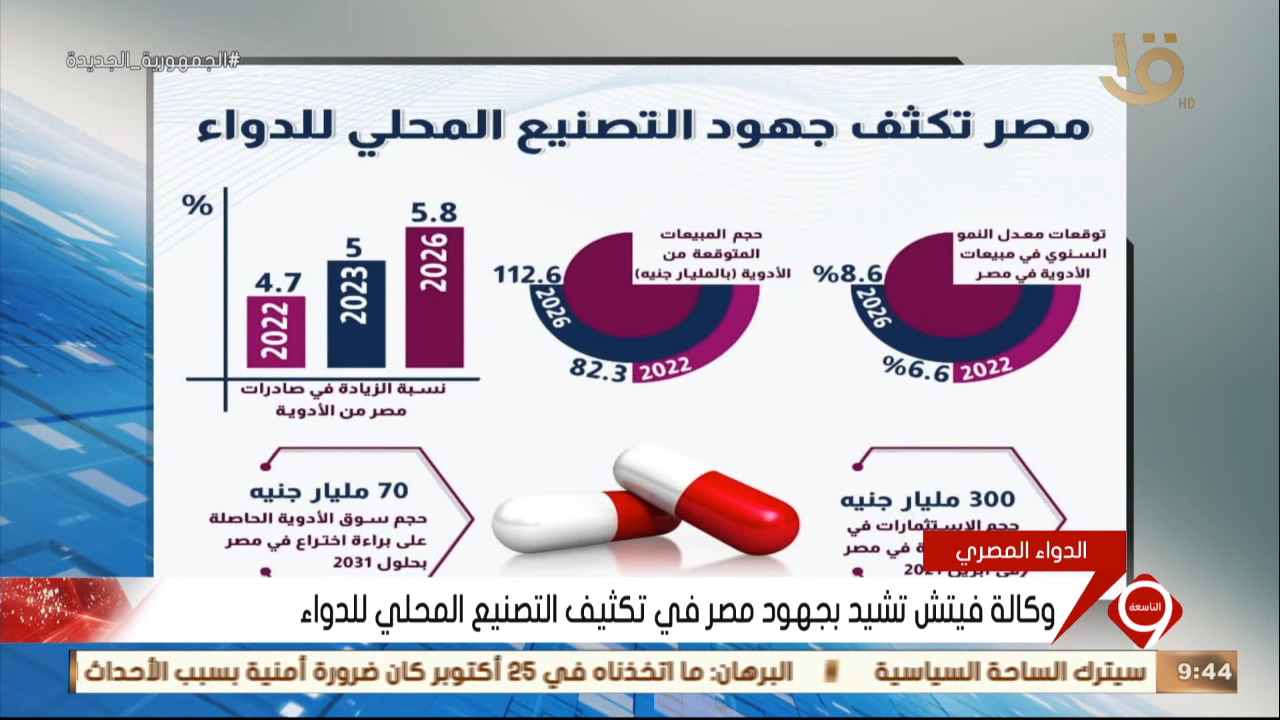 #الجمهورية_الجديدة
HD
مصر تكثف جهود التصنيع المحلي للدواء
توقعات معدل النمو
السنوي في مبيعات
الأدوية في مصر
%8.6
2026
%6.6
2022
حجم المبيعات
المتوقعة من
الأدوية (بالمليار جنيه)
112.6
2026
82.3
2022
%
4.7
2022
5
2023
5.8
2026
نسبة الزيادة في صادرات
مصر من الأدوية
300 مليار جنيه
حجم الاستثمارات في
في مصر
70 مليار جنيه
حجم سوق الأدوية الحاصلة
على براءة اختراع في مصر
بحلول 2031
الدواء المصري
التاسعة
وكالة فيتش تشيد بجهود مصر في تكثيف التصنيع المحلي للدواء
9:44
سيترك الساحة السياسية
البرهان: ما اتخذناه في 25 أكتوبر كان ضرورة أمنية بسبب الأحداث